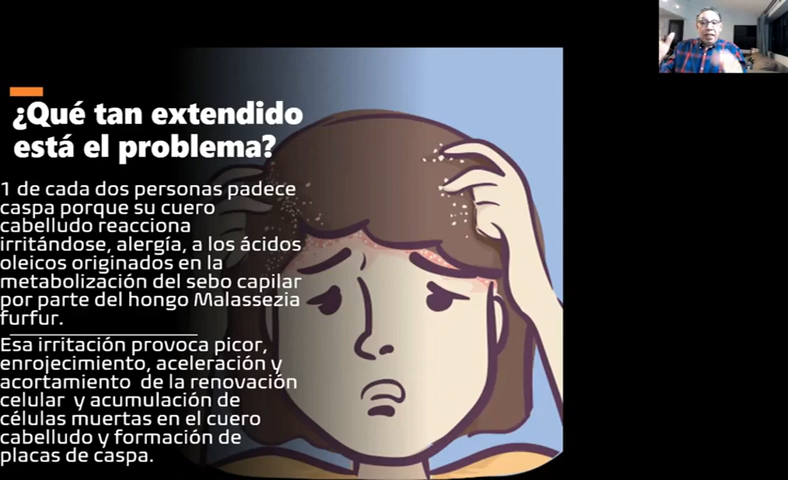 ¿Qué tan extendido
está el problema?
1 de cada dos personas padece
caspa porque su cuero
cabelludo reacciona
irritándose, alergía, a los ácidos
oleicos originados en la
metabolización del sebo capilar
por parte del hongo Malassezia
furfur.
Esa irritación provoca picor,
enrojecimiento, aceleración y
acortamiento de la renovación
celular y acumulación de
células muertas en el cuero
cabelludo y formación de
placas de caspa.